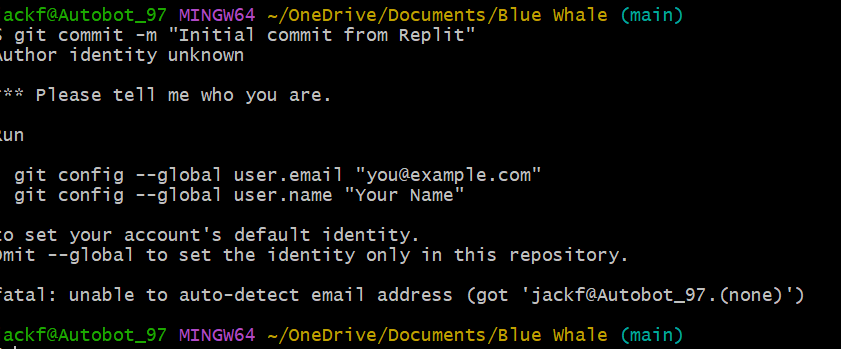 ackf@Autobot_97 MINGW64 ~/OneDrive/Documents/Blue Whale (main)
$ git commit -m "Initial commit from Replit"
Author identity unknown
*** Please tell me who you are.
Run
git config --global user.email "you@example.com"
git config --global user.name "Your Name"
to set your account's default identity.
Omit --global to set the identity only in this repository.
fatal: unable to auto-detect email address (got 'jackf@Autobot_97.(none)')
ackf@Autobot_97 MINGW64 ~/OneDrive/Documents/Blue Whale (main)